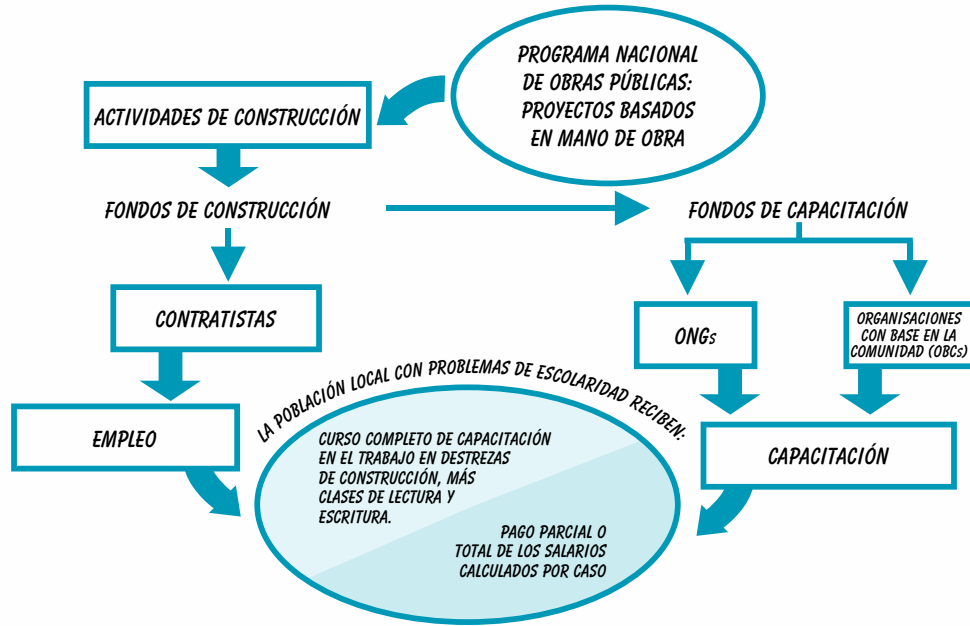 PROGRAMA NACIONAL
DE OBRAS PÚBLICAS:
PROYECTOS BASADOS
EN MANO DE OBRA
ACTIVIDADES DE CONSTRUCCIÓN
FONDOS DE CONSTRUCCIÓN
FONDOS DE CAPACITACIÓN
CONTRATISTAS
ONGs
ORGANISACIONES
CON BASE EN LA
COMUNIDAD (OBCs)
EMPLEO
LA POBLACIÓN LOCAL CON PROBLEMAS DE ESCOLARIDAD RECIBEN:
CAPACITACIÓN
CURSO COMPLETO DE CAPACITACIÓN
EN EL TRABAJO EN DESTREZAS
DE CONSTRUCCIÓN, MÁS
CLASES DE LECTURA Y
ESCRITURA.
PAGO PARCIAL O
TOTAL DE LOS SALARIOS
CALCULADOS POR CASO